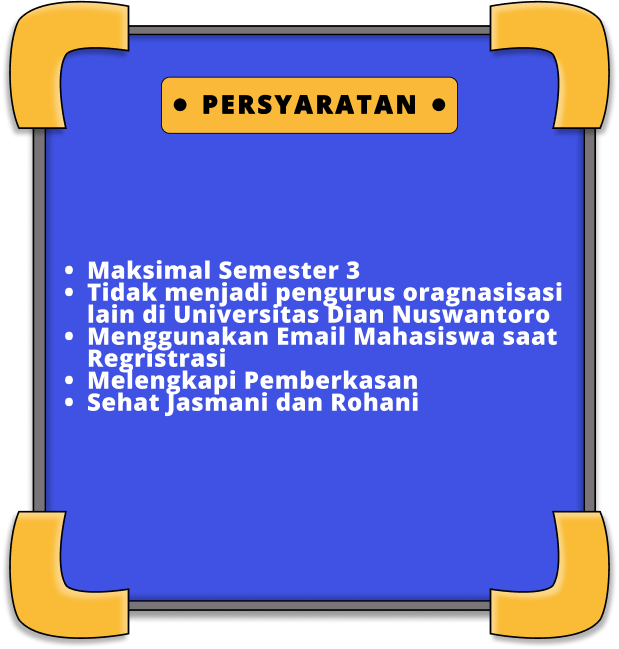 • PERSYARATAN •
• Maksimal Semester 3
• Tidak menjadi pengurus oragnasisasi
lain di Universitas Dian Nuswantoro
• Menggunakan Email Mahasiswa saat
Regristrasi
• Melengkapi Pemberkasan
• Sehat Jasmani dan Rohani